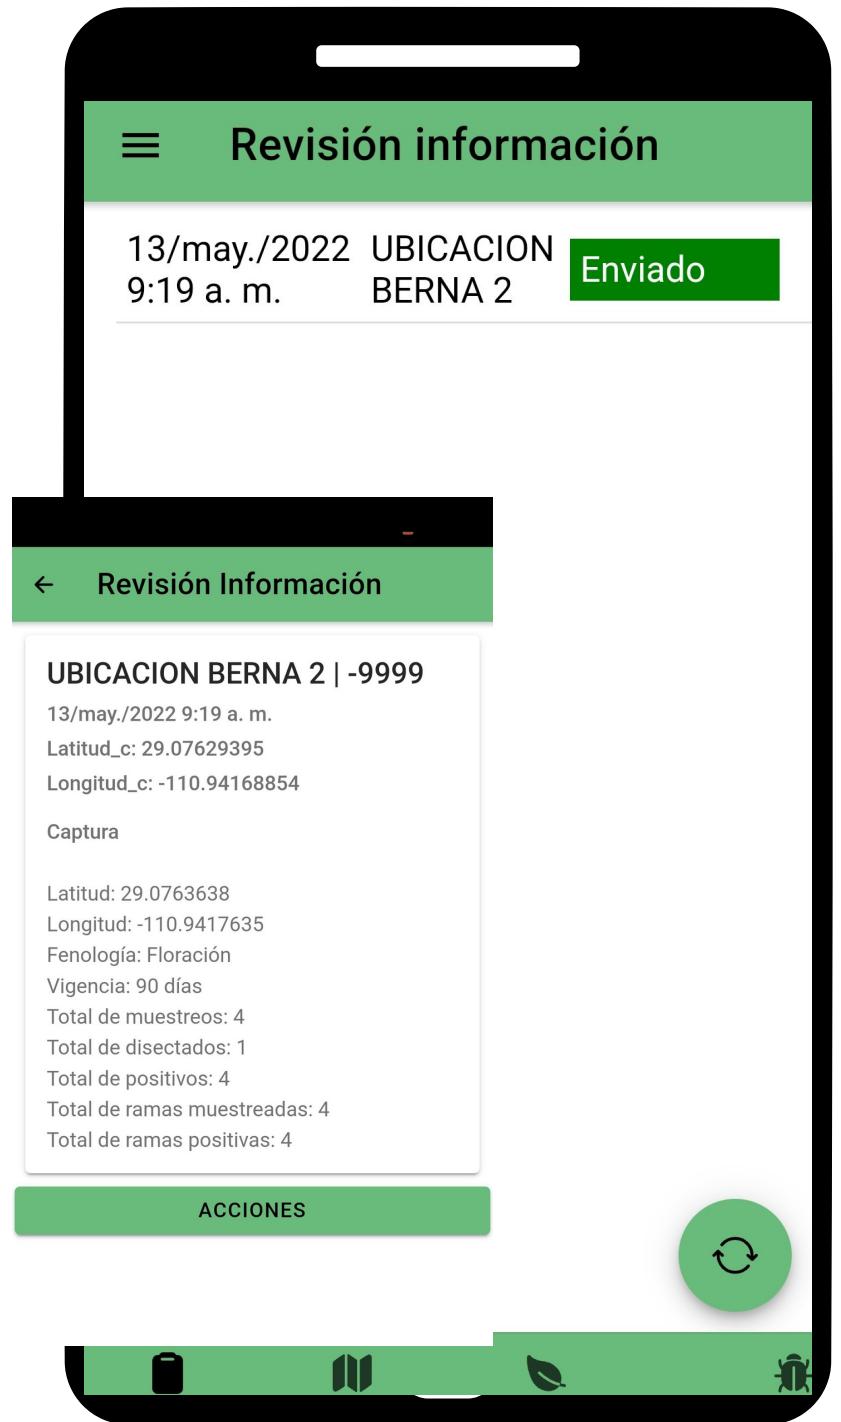 Revisión información
13/may./2022 UBICACION Enviado
9:19 a. m. BERNA 2
Revisión Información
UBICACION BERNA 2 | -9999
13/may./2022 9:19 a. m.
Latitud_c: 29.07629395
Longitud_c: -110.94168854
Captura
Latitud: 29.0763638
Longitud: -110.9417635
Fenología: Floración
Vigencia: 90 días
Total de muestreos: 4
Total de disectados: 1
Total de positivos: 4
Total de ramas muestreadas: 4
Total de ramas positivas: 4
ACCIONES